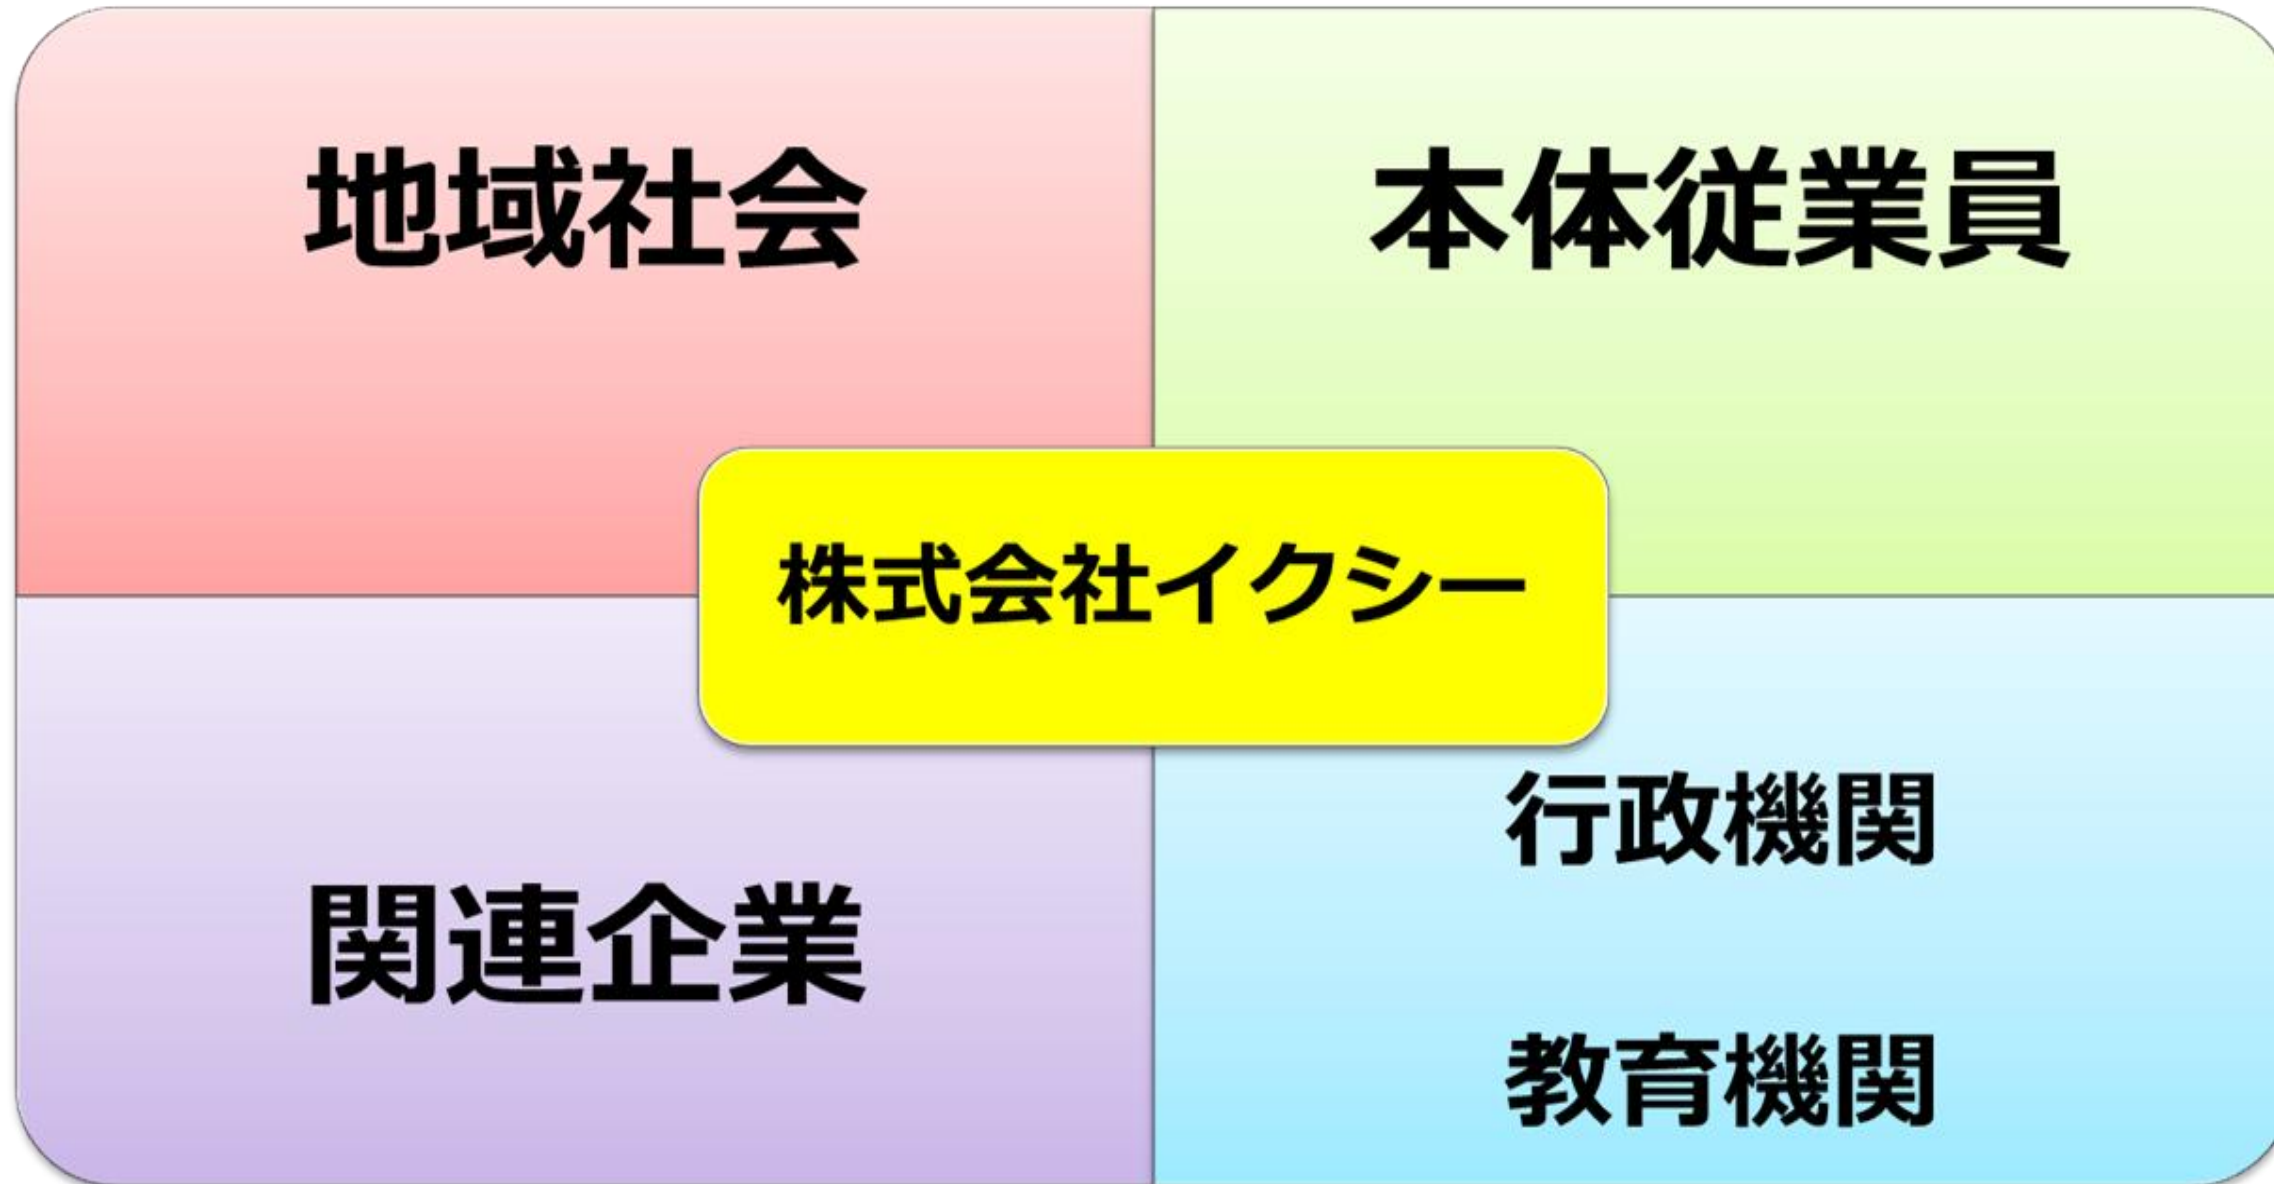 地域社会
本体従業員
株式会社イクシー
関連企業
行政機関
教育機関